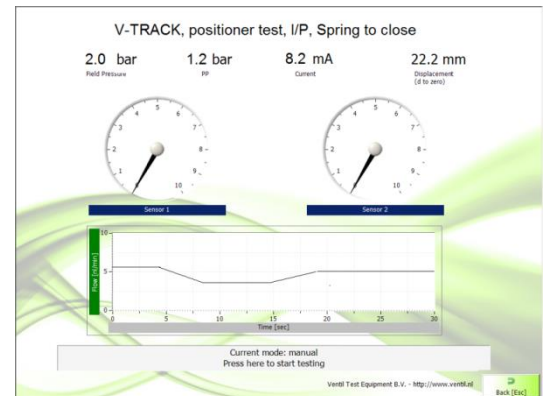 V-TRACK, positioner test, I/P, Spring to close
2.0 bar
1.2 bar
8.2 mA
22.2 mm
Field Pressure
PP
Current
Displacement
(d to zero)
2 3 4 5 6 7 8 9 10
2 3 4 5 6 7 8 9 10
Sensor 1
Sensor 2
Flow [nl/min]
10
5
0
0 5 10 15 20 25 30
Time [sec]
Current mode: manual
Press here to start testing
Ventil Test Equipment B.V. - http://www.ventil.nl
Back [Esc]